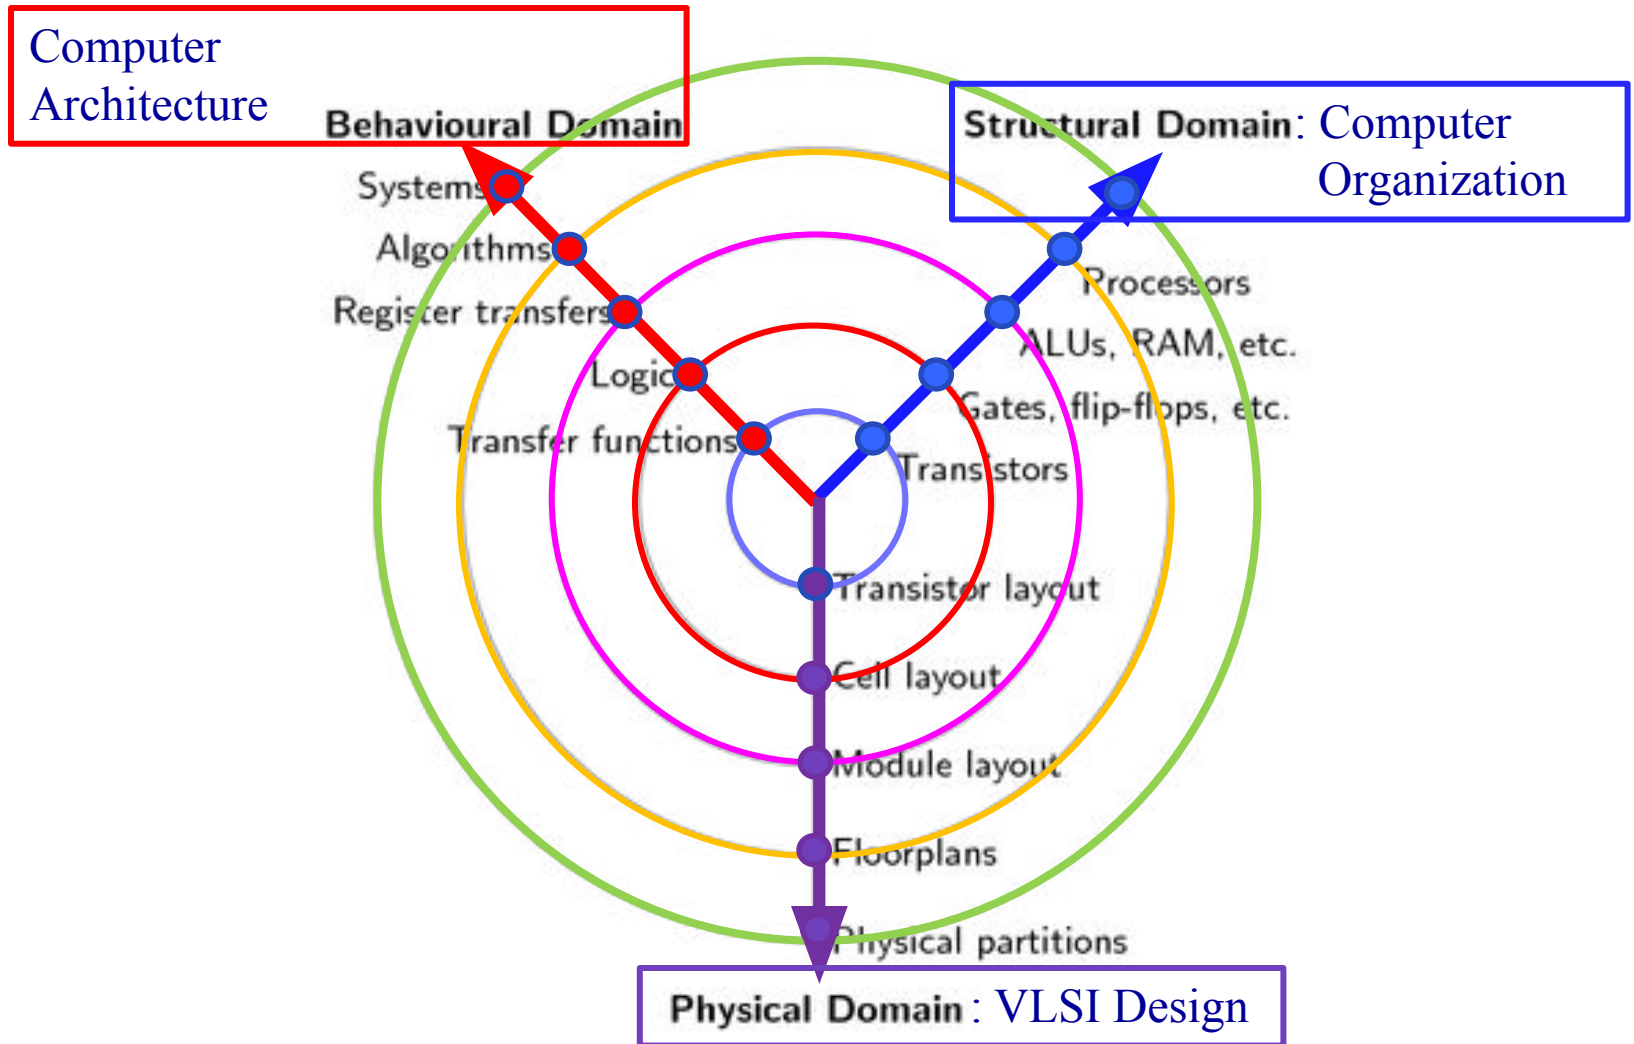 Computer
Architecture
Behavioural Domain
Structural Domain: Computer
Organization
Systems
Algorithms
Register transfers
Logic
Transfer functions
Processors
ALUs, RAM, etc.
Gates, flip-flops, etc.
Transistors
Transistor layout
Cell layout
Module layout
Floorplans
Physical partitions
Physical Domain : VLSI Design